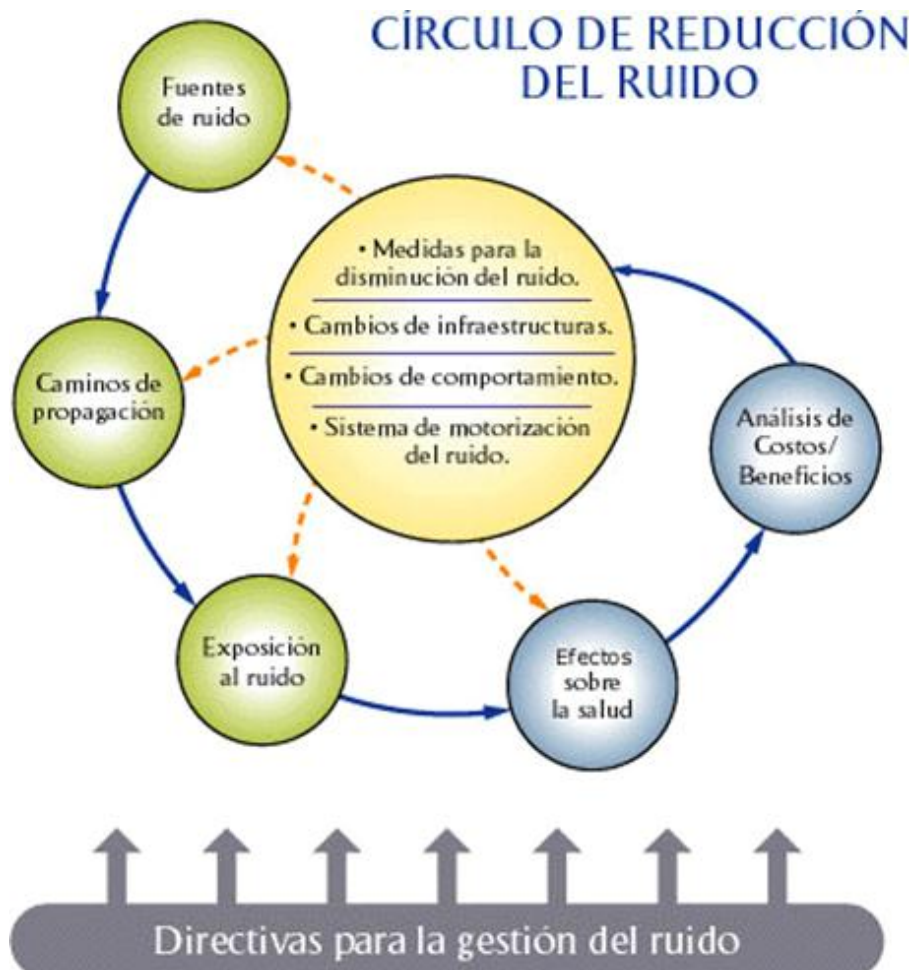 CÍRCULO DE REDUCCIÓN
DEL RUIDO
Fuentes
de ruido
• Medidas para la
disminución del ruido.
• Cambios de infraestructuras.
• Cambios de comportamiento.
• Sistema de motorización
del ruido.
Caminos de
propagación
Análisis de
Costos/
Beneficios
Exposición
al ruido
Efectos
sobre
la salud
Directivas para la gestión del ruido